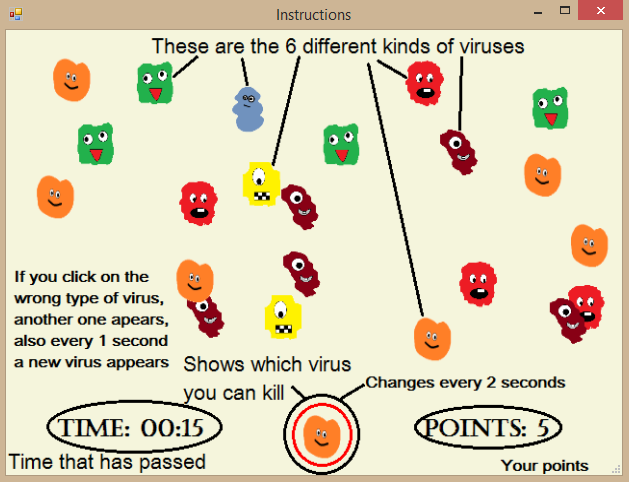 Instructions
These are the 6 different kinds of viruses
If you click on the
wrong type of virus,
another one apears,
also every 1 second
a new virus appears
Shows which virus
you can kill
Changes every 2 seconds
TIME: 00:15
POINTS: 5
Time that has passed
Your points